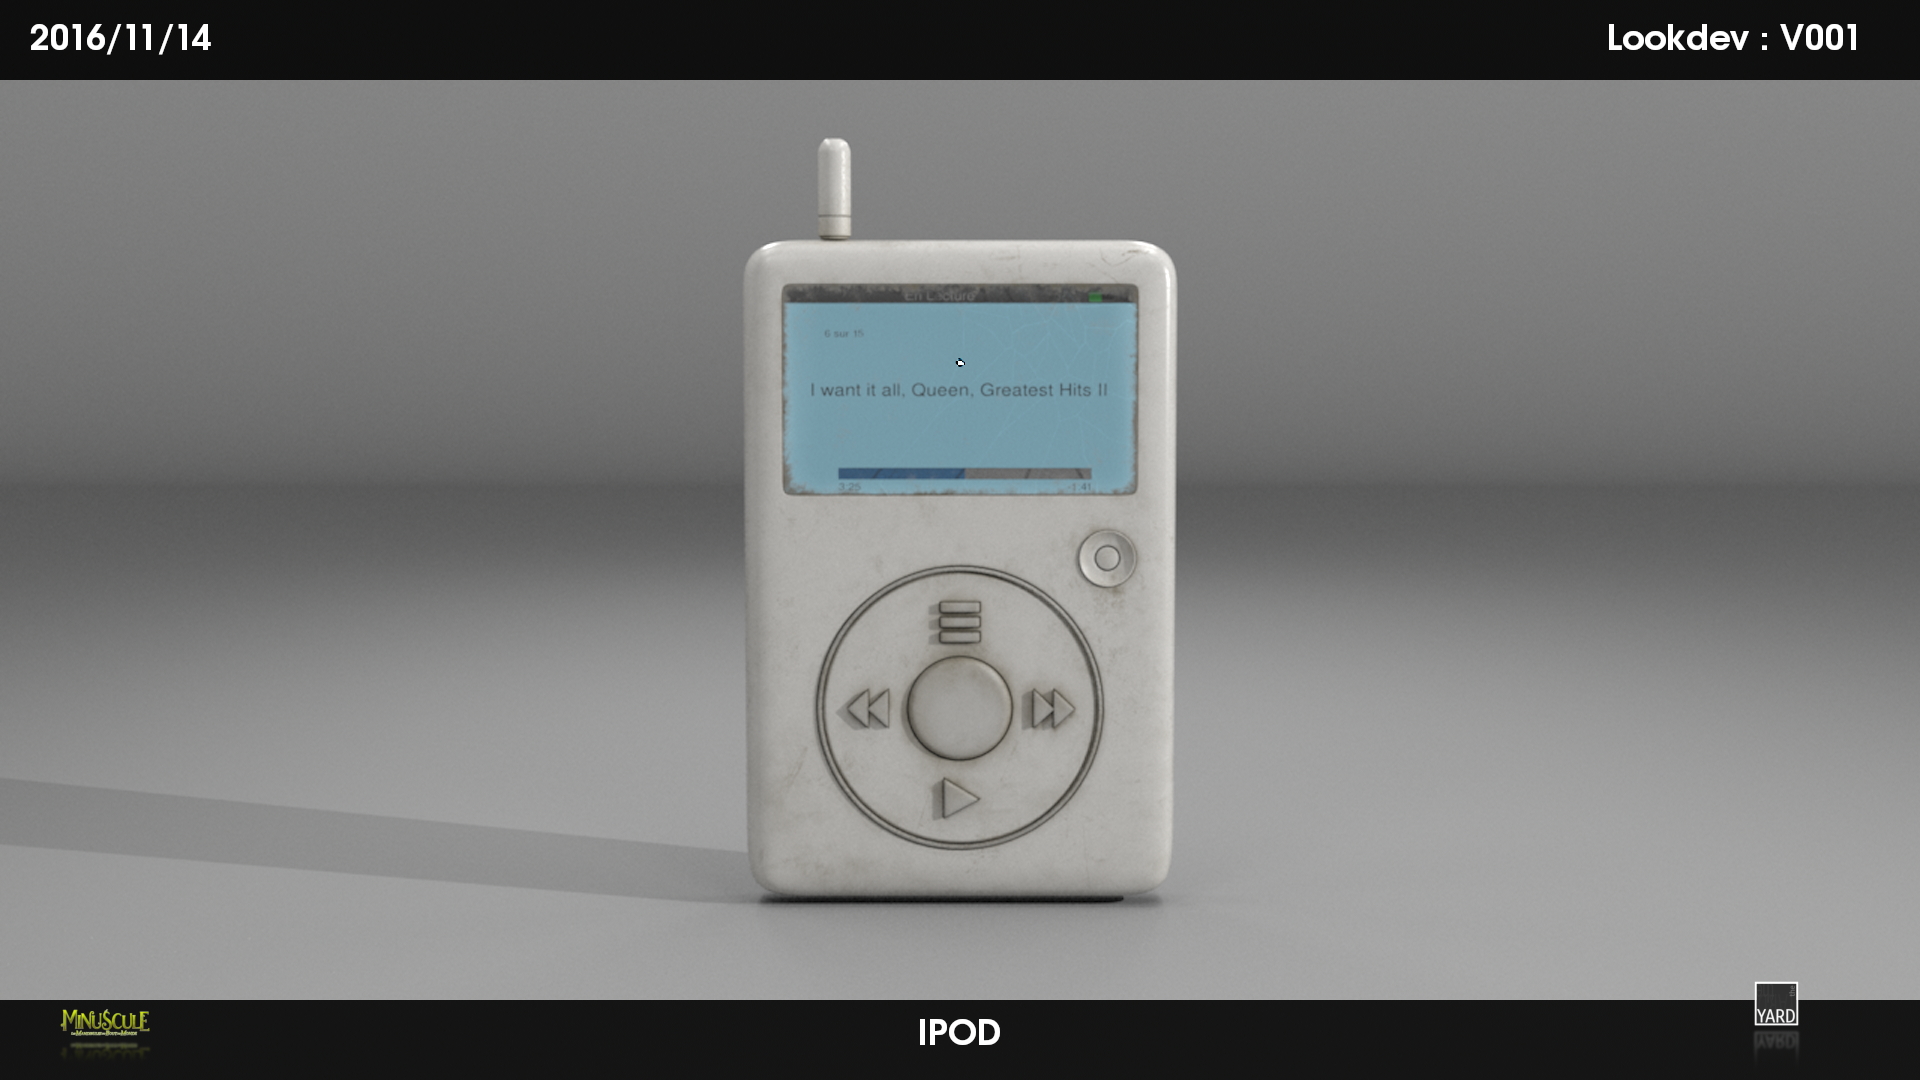 2016/11/14
Lookdev : V001
En Lecture
6 sur 15
I want it all, Queen, Greatest Hits II
3:25
-1:41
MINUSCULE
IPOD
the
YARD